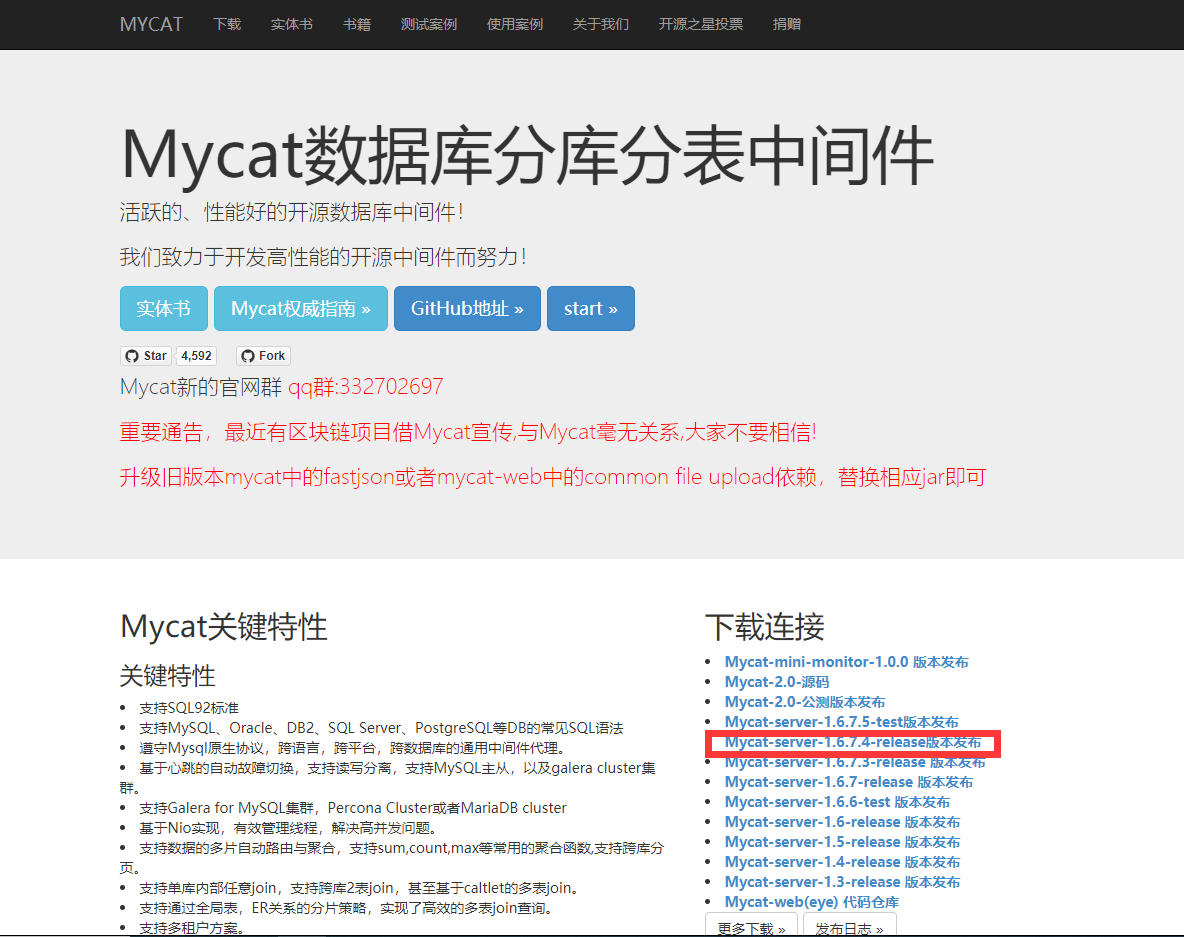 MYCAT 下载 实体书 书籍 测试案例 使用案例 关于我们 开源之星投票 捐赠
Mycat数据库分库分表中间件
活跃的、性能好的开源数据库中间件！
我们致力于开发高性能的开源中间件而努力！
实体书 Mycat权威指南 » GitHub地址 » start »
Star 4,592 Fork
Mycat新的官网群 qq群:332702697
重要通告，最近有区块链项目借Mycat宣传,与Mycat毫无关系,大家不要相信!
升级旧版本mycat中的fastjson或者mycat-web中的common file upload依赖，替换相应jar即可
Mycat关键特性
关键特性
• 支持SQL92标准
• 支持MySQL、Oracle、DB2、SQL Server、PostgreSQL等DB的常见SQL语法
• 遵守Mysql原生协议，跨语言，跨平台，跨数据库的通用中间件代理。
• 基于心跳的自动故障切换，支持读写分离，支持MySQL主从，以及galera cluster集
群。
• 支持Galera for MySQL集群，Percona Cluster或者MariaDB cluster
• 基于Nio实现，有效管理线程，解决高并发问题。
• 支持数据的多片自动路由与聚合，支持sum,count,max等常用的聚合函数,支持跨库分
页。
• 支持单库内部任意join，支持跨库2表join，甚至基于caltlet的多表join。
• 支持通过全局表，ER关系的分片策略，实现了高效的多表join查询。
• 支持多租户方案。
下载连接
• Mycat-mini-monitor-1.0.0 版本发布
• Mycat-2.0-源码
• Mycat-2.0-公测版本发布
• Mycat-server-1.6.7.5-test版本发布
• Mycat-server-1.6.7.4-release版本发布
• Mycat-server-1.6.7.3-release 版本发布
• Mycat-server-1.6.7-release 版本发布
• Mycat-server-1.6.6-test 版本发布
• Mycat-server-1.6-release 版本发布
• Mycat-server-1.5-release 版本发布
• Mycat-server-1.4-release 版本发布
• Mycat-server-1.3-release 版本发布
• Mycat-web(eye) 代码仓库
更多下载 » 发布日志 »